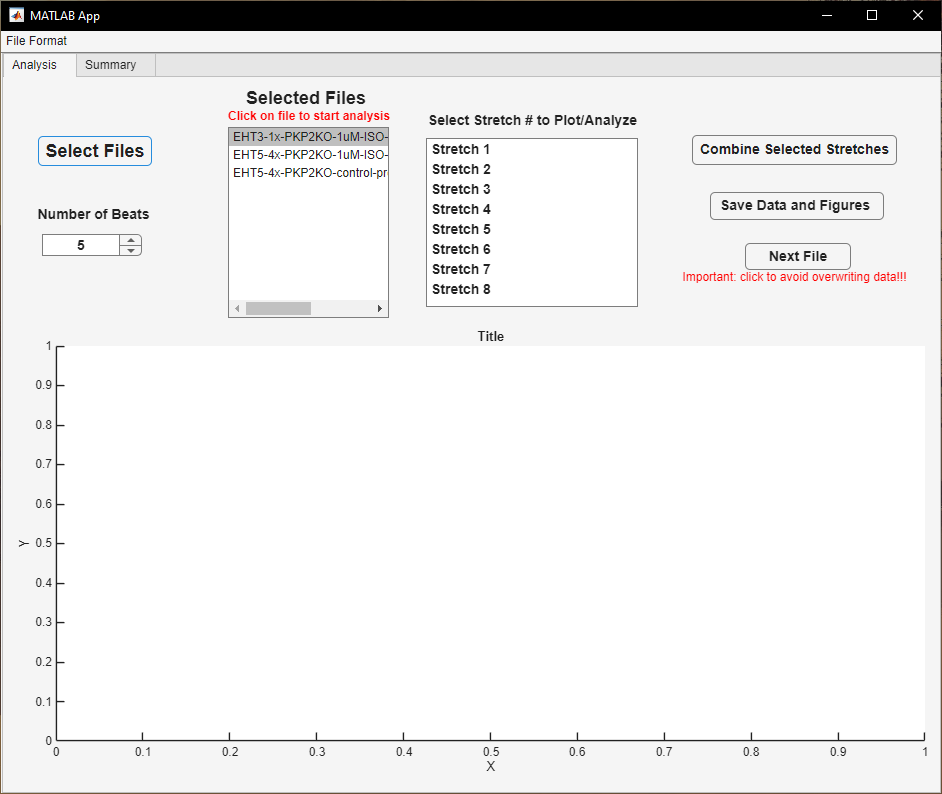 MATLAB App
File Format
Analysis
Summary
Selected Files
Click on file to start analysis
Select Files
Number of Beats
5
EHT3-1x-PKP2KO-1uM-ISO-
EHT5-4x-PKP2KO-1uM-ISO-
EHT5-4x-PKP2KO-control-pr
Select Stretch # to Plot/Analyze
Stretch 1
Stretch 2
Stretch 3
Stretch 4
Stretch 5
Stretch 6
Stretch 7
Stretch 8
Combine Selected Stretches
Save Data and Figures
Next File
Important: click to avoid overwriting data!!!
Title
1
0.9
0.8
0.7
0.6
0.5
0.4
0.3
0.2
0.1
0
Y
0 0.1 0.2 0.3 0.4 0.5 0.6 0.7 0.8 0.9 1
X